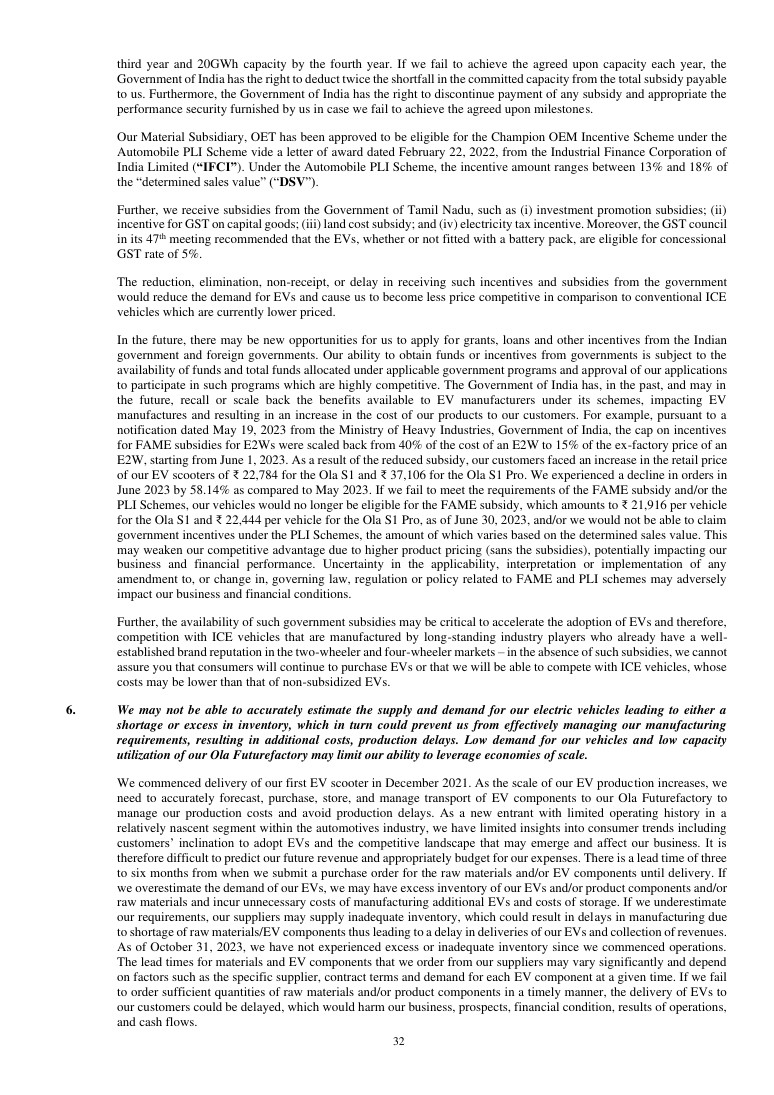 third year and 20GWh capacity by the fourth year. If we fail to achieve the agreed upon capacity each year, the
Government of India has the right to deduct twice the shortfall in the committed capacity from the total subsidy payable
to us. Furthermore, the Government of India has the right to discontinue payment of any subsidy and appropriate the
performance security furnished by us in case we fail to achieve the agreed upon milestones.
Our Material Subsidiary, OET has been approved to be eligible for the Champion OEM Incentive Scheme under the
Automobile PLI Scheme vide a letter of award dated February 22, 2022, from the Industrial Finance Corporation of
India Limited (“IFCI”). Under the Automobile PLI Scheme, the incentive amount ranges between 13% and 18% of
the “determined sales value” (“DSV”).
Further, we receive subsidies from the Government of Tamil Nadu, such as (i) investment promotion subsidies; (ii)
incentive for GST on capital goods; (iii) land cost subsidy; and (iv) electricity tax incentive. Moreover, the GST council
in its 47th meeting recommended that the EVs, whether or not fitted with a battery pack, are eligible for concessional
GST rate of 5%.
The reduction, elimination, non-receipt, or delay in receiving such incentives and subsidies from the government
would reduce the demand for EVs and cause us to become less price competitive in comparison to conventional ICE
vehicles which are currently lower priced.
In the future, there may be new opportunities for us to apply for grants, loans and other incentives from the Indian
government and foreign governments. Our ability to obtain funds or incentives from governments is subject to the
availability of funds and total funds allocated under applicable government programs and approval of our applications
to participate in such programs which are highly competitive. The Government of India has, in the past, and may in
the future, recall or scale back the benefits available to EV manufacturers under its schemes, impacting EV
manufactures and resulting in an increase in the cost of our products to our customers. For example, pursuant to a
notification dated May 19, 2023 from the Ministry of Heavy Industries, Government of India, the cap on incentives
for FAME subsidies for E2Ws were scaled back from 40% of the cost of an E2W to 15% of the ex-factory price of an
E2W, starting from June 1, 2023. As a result of the reduced subsidy, our customers faced an increase in the retail price
of our EV scooters of ₹ 22,784 for the Ola S1 and ₹ 37,106 for the Ola S1 Pro. We experienced a decline in orders in
June 2023 by 58.14% as compared to May 2023. If we fail to meet the requirements of the FAME subsidy and/or the
PLI Schemes, our vehicles would no longer be eligible for the FAME subsidy, which amounts to ₹ 21,916 per vehicle
for the Ola S1 and ₹ 22,444 per vehicle for the Ola S1 Pro, as of June 30, 2023, and/or we would not be able to claim
government incentives under the PLI Schemes, the amount of which varies based on the determined sales value. This
may weaken our competitive advantage due to higher product pricing (sans the subsidies), potentially impacting our
business and financial performance. Uncertainty in the applicability, interpretation or implementation of any
amendment to, or change in, governing law, regulation or policy related to FAME and PLI schemes may adversely
impact our business and financial conditions.
Further, the availability of such government subsidies may be critical to accelerate the adoption of EVs and therefore,
competition with ICE vehicles that are manufactured by long-standing industry players who already have a well-
established brand reputation in the two-wheeler and four-wheeler markets – in the absence of such subsidies, we cannot
assure you that consumers will continue to purchase EVs or that we will be able to compete with ICE vehicles, whose
costs may be lower than that of non-subsidized EVs.
6. We may not be able to accurately estimate the supply and demand for our electric vehicles leading to either a
shortage or excess in inventory, which in turn could prevent us from effectively managing our manufacturing
requirements, resulting in additional costs, production delays. Low demand for our vehicles and low capacity
utilization of our Ola Futurefactory may limit our ability to leverage economies of scale.
We commenced delivery of our first EV scooter in December 2021. As the scale of our EV production increases, we
need to accurately forecast, purchase, store, and manage transport of EV components to our Ola Futurefactory to
manage our production costs and avoid production delays. As a new entrant with limited operating history in a
relatively nascent segment within the automotives industry, we have limited insights into consumer trends including
customers’ inclination to adopt EVs and the competitive landscape that may emerge and affect our business. It is
therefore difficult to predict our future revenue and appropriately budget for our expenses. There is a lead time of three
to six months from when we submit a purchase order for the raw materials and/or EV components until delivery. If
we overestimate the demand of our EVs, we may have excess inventory of our EVs and/or product components and/or
raw materials and incur unnecessary costs of manufacturing additional EVs and costs of storage. If we underestimate
our requirements, our suppliers may supply inadequate inventory, which could result in delays in manufacturing due
to shortage of raw materials/EV components thus leading to a delay in deliveries of our EVs and collection of revenues.
As of October 31, 2023, we have not experienced excess or inadequate inventory since we commenced operations.
The lead times for materials and EV components that we order from our suppliers may vary significantly and depend
on factors such as the specific supplier, contract terms and demand for each EV component at a given time. If we fail
to order sufficient quantities of raw materials and/or product components in a timely manner, the delivery of EVs to
our customers could be delayed, which would harm our business, prospects, financial condition, results of operations,
and cash flows.
32